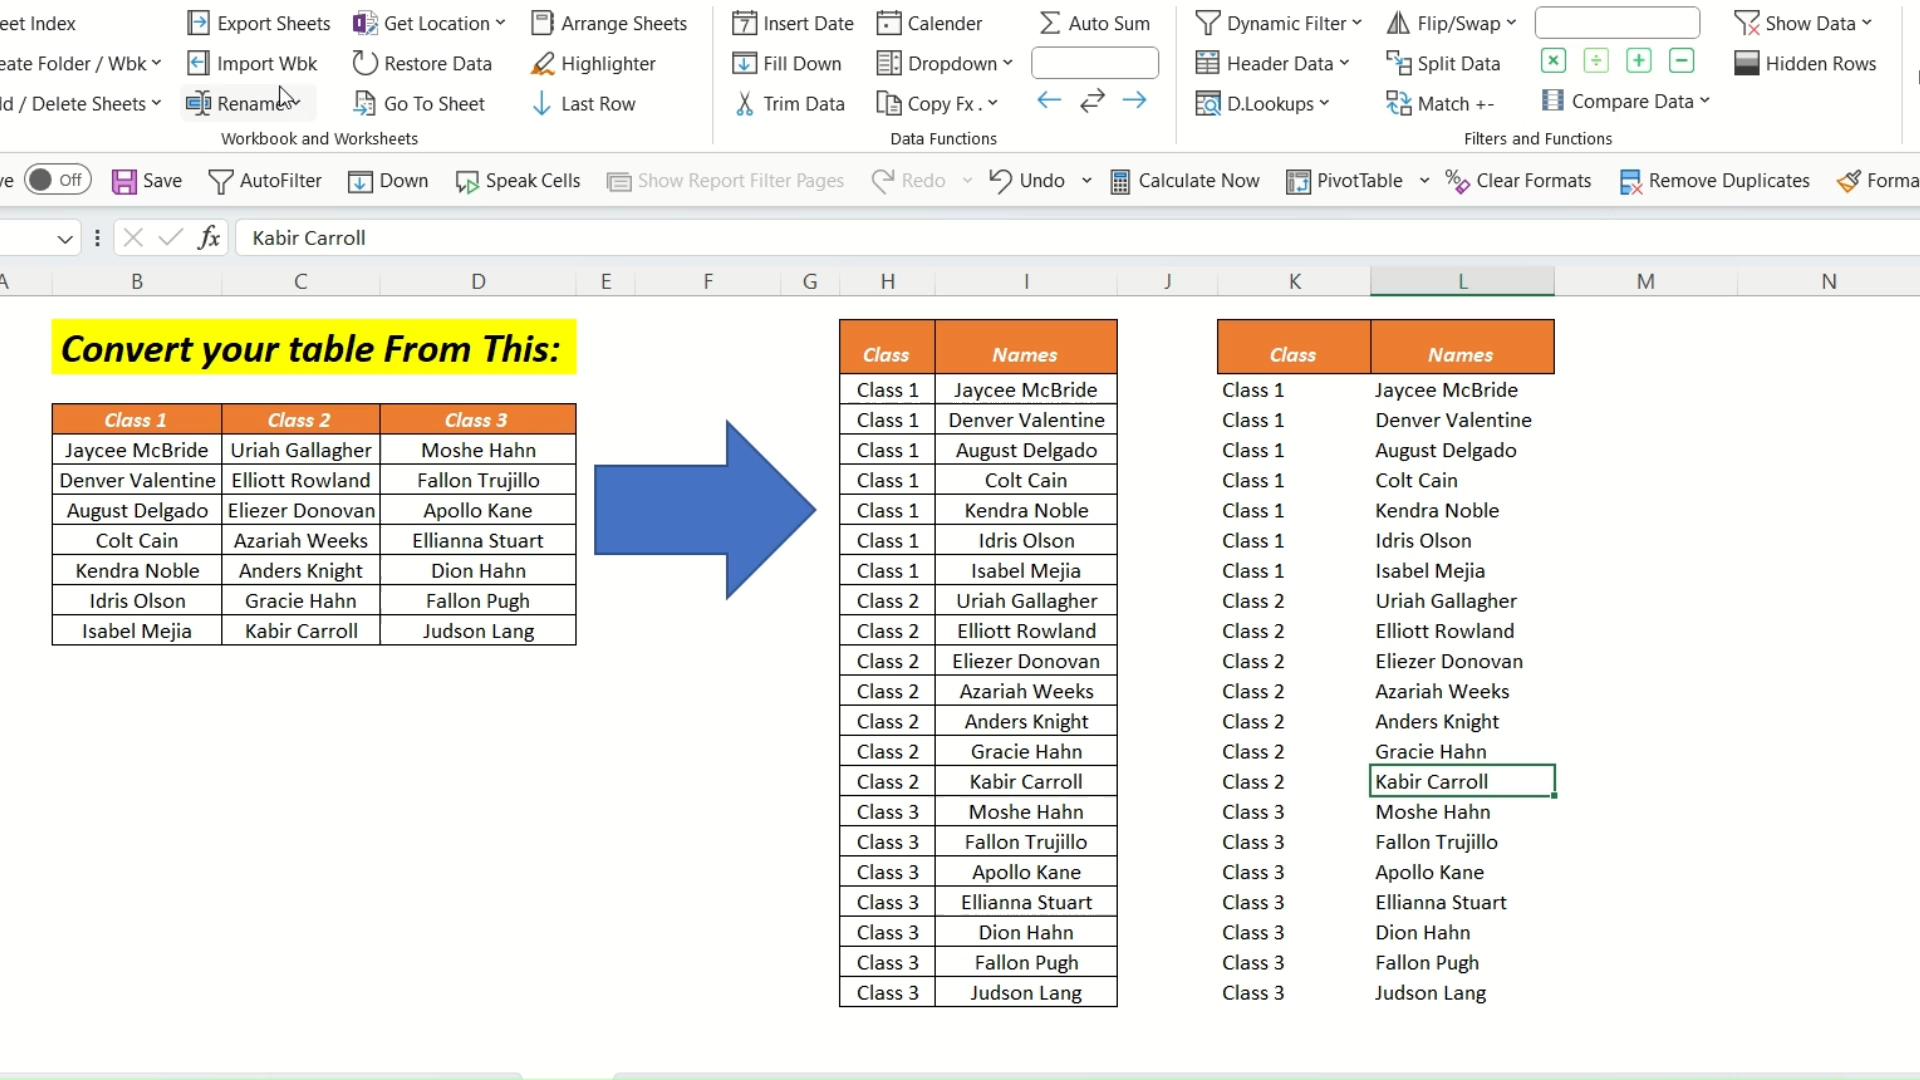 eet Index
Export Sheets
Get Location
Arrange Sheets
Insert Date
Calender
Auto Sum
Dynamic Filter
Flip/Swap
Show Data
eate Folder / Wbk
Import Wbk
Restore Data
Highlighter
Fill Down
Dropdown
Header Data
Split Data
Hidden Rows
d / Delete Sheets
Rename
Go To Sheet
Last Row
Trim Data
Copy Fx .
D.Lookups
Match +-
Compare Data
Workbook and Worksheets
Data Functions
Filters and Functions
ve
Off
Save
AutoFilter
Down
Speak Cells
Show Report Filter Pages
Redo
Undo
Calculate Now
PivotTable
Clear Formats
Remove Duplicates
Forma
fx
Kabir Carroll
A B C D E F G H I J K L M N
Convert your table From This:
Class 1 Class 2 Class 3
Jaycee McBride Uriah Gallagher Moshe Hahn
Denver Valentine Elliott Rowland Fallon Trujillo
August Delgado Eliezer Donovan Apollo Kane
Colt Cain Azariah Weeks Ellianna Stuart
Kendra Noble Anders Knight Dion Hahn
Idris Olson Gracie Hahn Fallon Pugh
Isabel Mejia Kabir Carroll Judson Lang
Class Names
Class 1 Jaycee McBride
Class 1 Denver Valentine
Class 1 August Delgado
Class 1 Colt Cain
Class 1 Kendra Noble
Class 1 Idris Olson
Class 1 Isabel Mejia
Class 2 Uriah Gallagher
Class 2 Elliott Rowland
Class 2 Eliezer Donovan
Class 2 Azariah Weeks
Class 2 Anders Knight
Class 2 Gracie Hahn
Class 2 Kabir Carroll
Class 3 Moshe Hahn
Class 3 Fallon Trujillo
Class 3 Apollo Kane
Class 3 Ellianna Stuart
Class 3 Dion Hahn
Class 3 Fallon Pugh
Class 3 Judson Lang
Class Names
Class 1 Jaycee McBride
Class 1 Denver Valentine
Class 1 August Delgado
Class 1 Colt Cain
Class 1 Kendra Noble
Class 1 Idris Olson
Class 1 Isabel Mejia
Class 2 Uriah Gallagher
Class 2 Elliott Rowland
Class 2 Eliezer Donovan
Class 2 Azariah Weeks
Class 2 Anders Knight
Class 2 Gracie Hahn
Class 2 Kabir Carroll
Class 3 Moshe Hahn
Class 3 Fallon Trujillo
Class 3 Apollo Kane
Class 3 Ellianna Stuart
Class 3 Dion Hahn
Class 3 Fallon Pugh
Class 3 Judson Lang